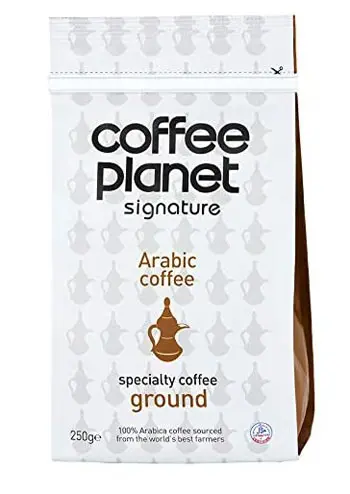 coffee
planet
signature
Arabic
coffee
specialty coffee
ground
250g℮
100% Arabica coffee sourced
from the world's best farmers